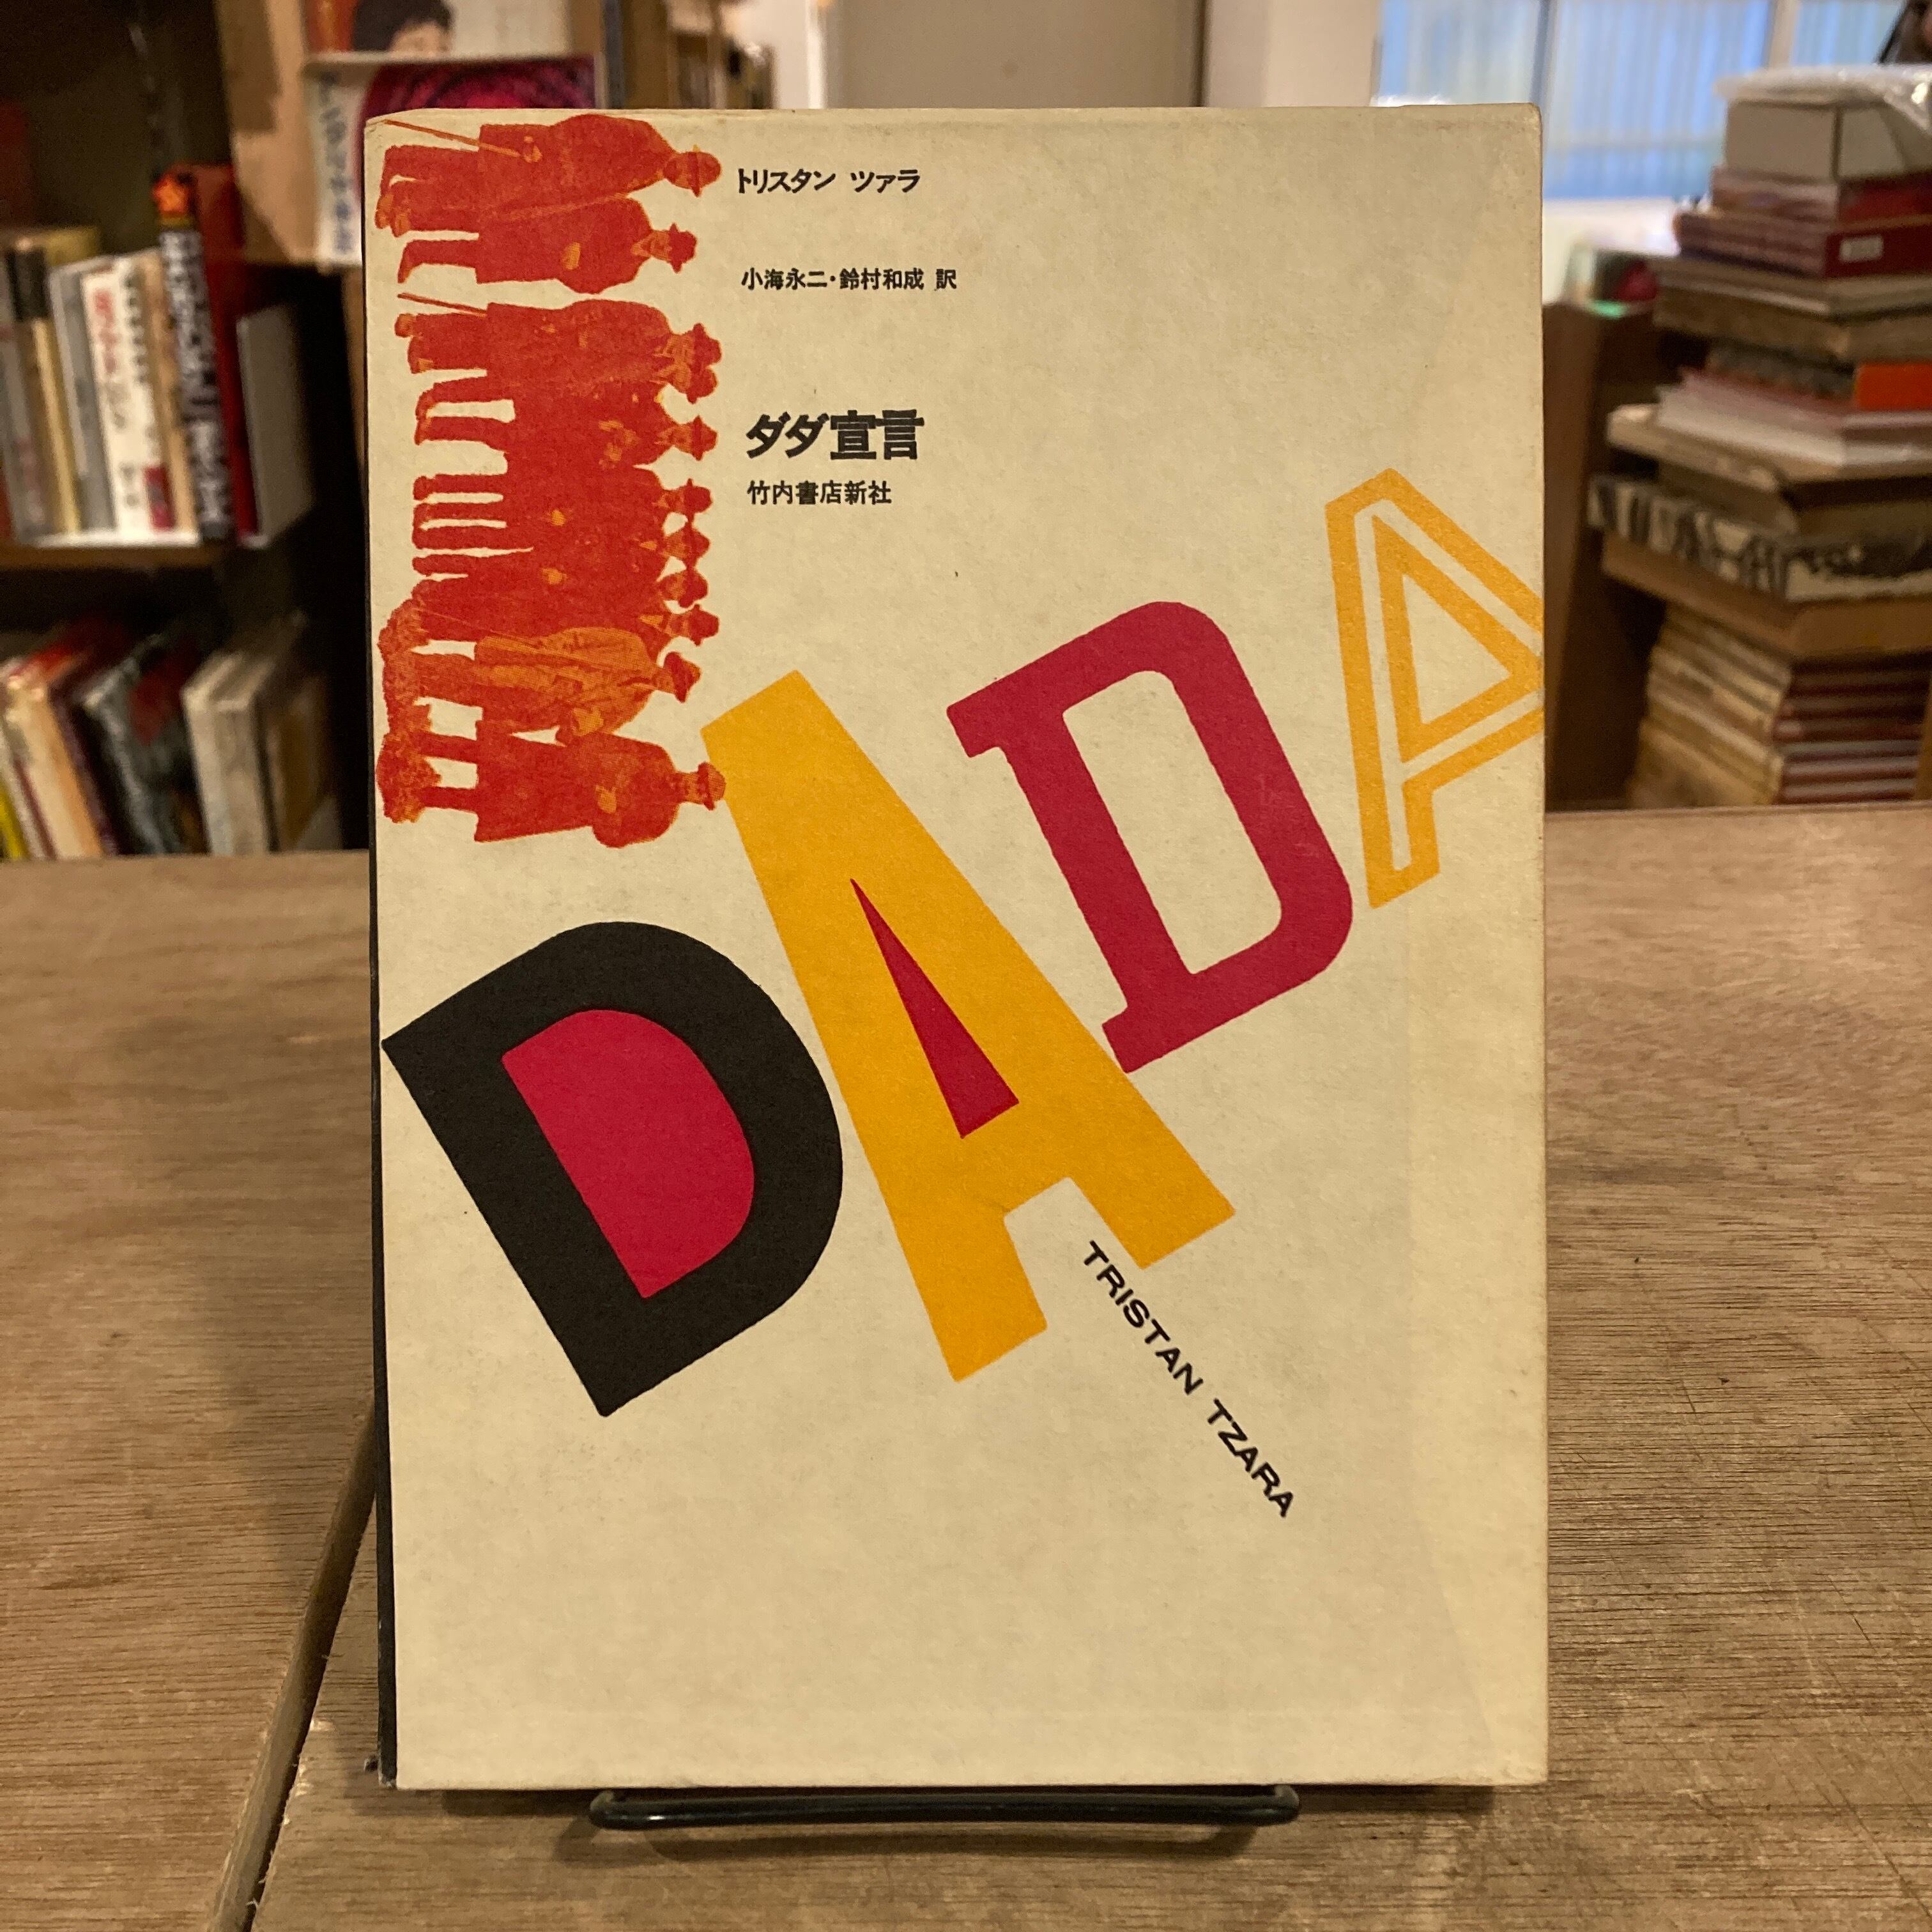 トリスタン ツァラ
小海永二・鈴村和成 訳
ダダ宣言
竹内書店新社
DADA
TRISTAN TZARA